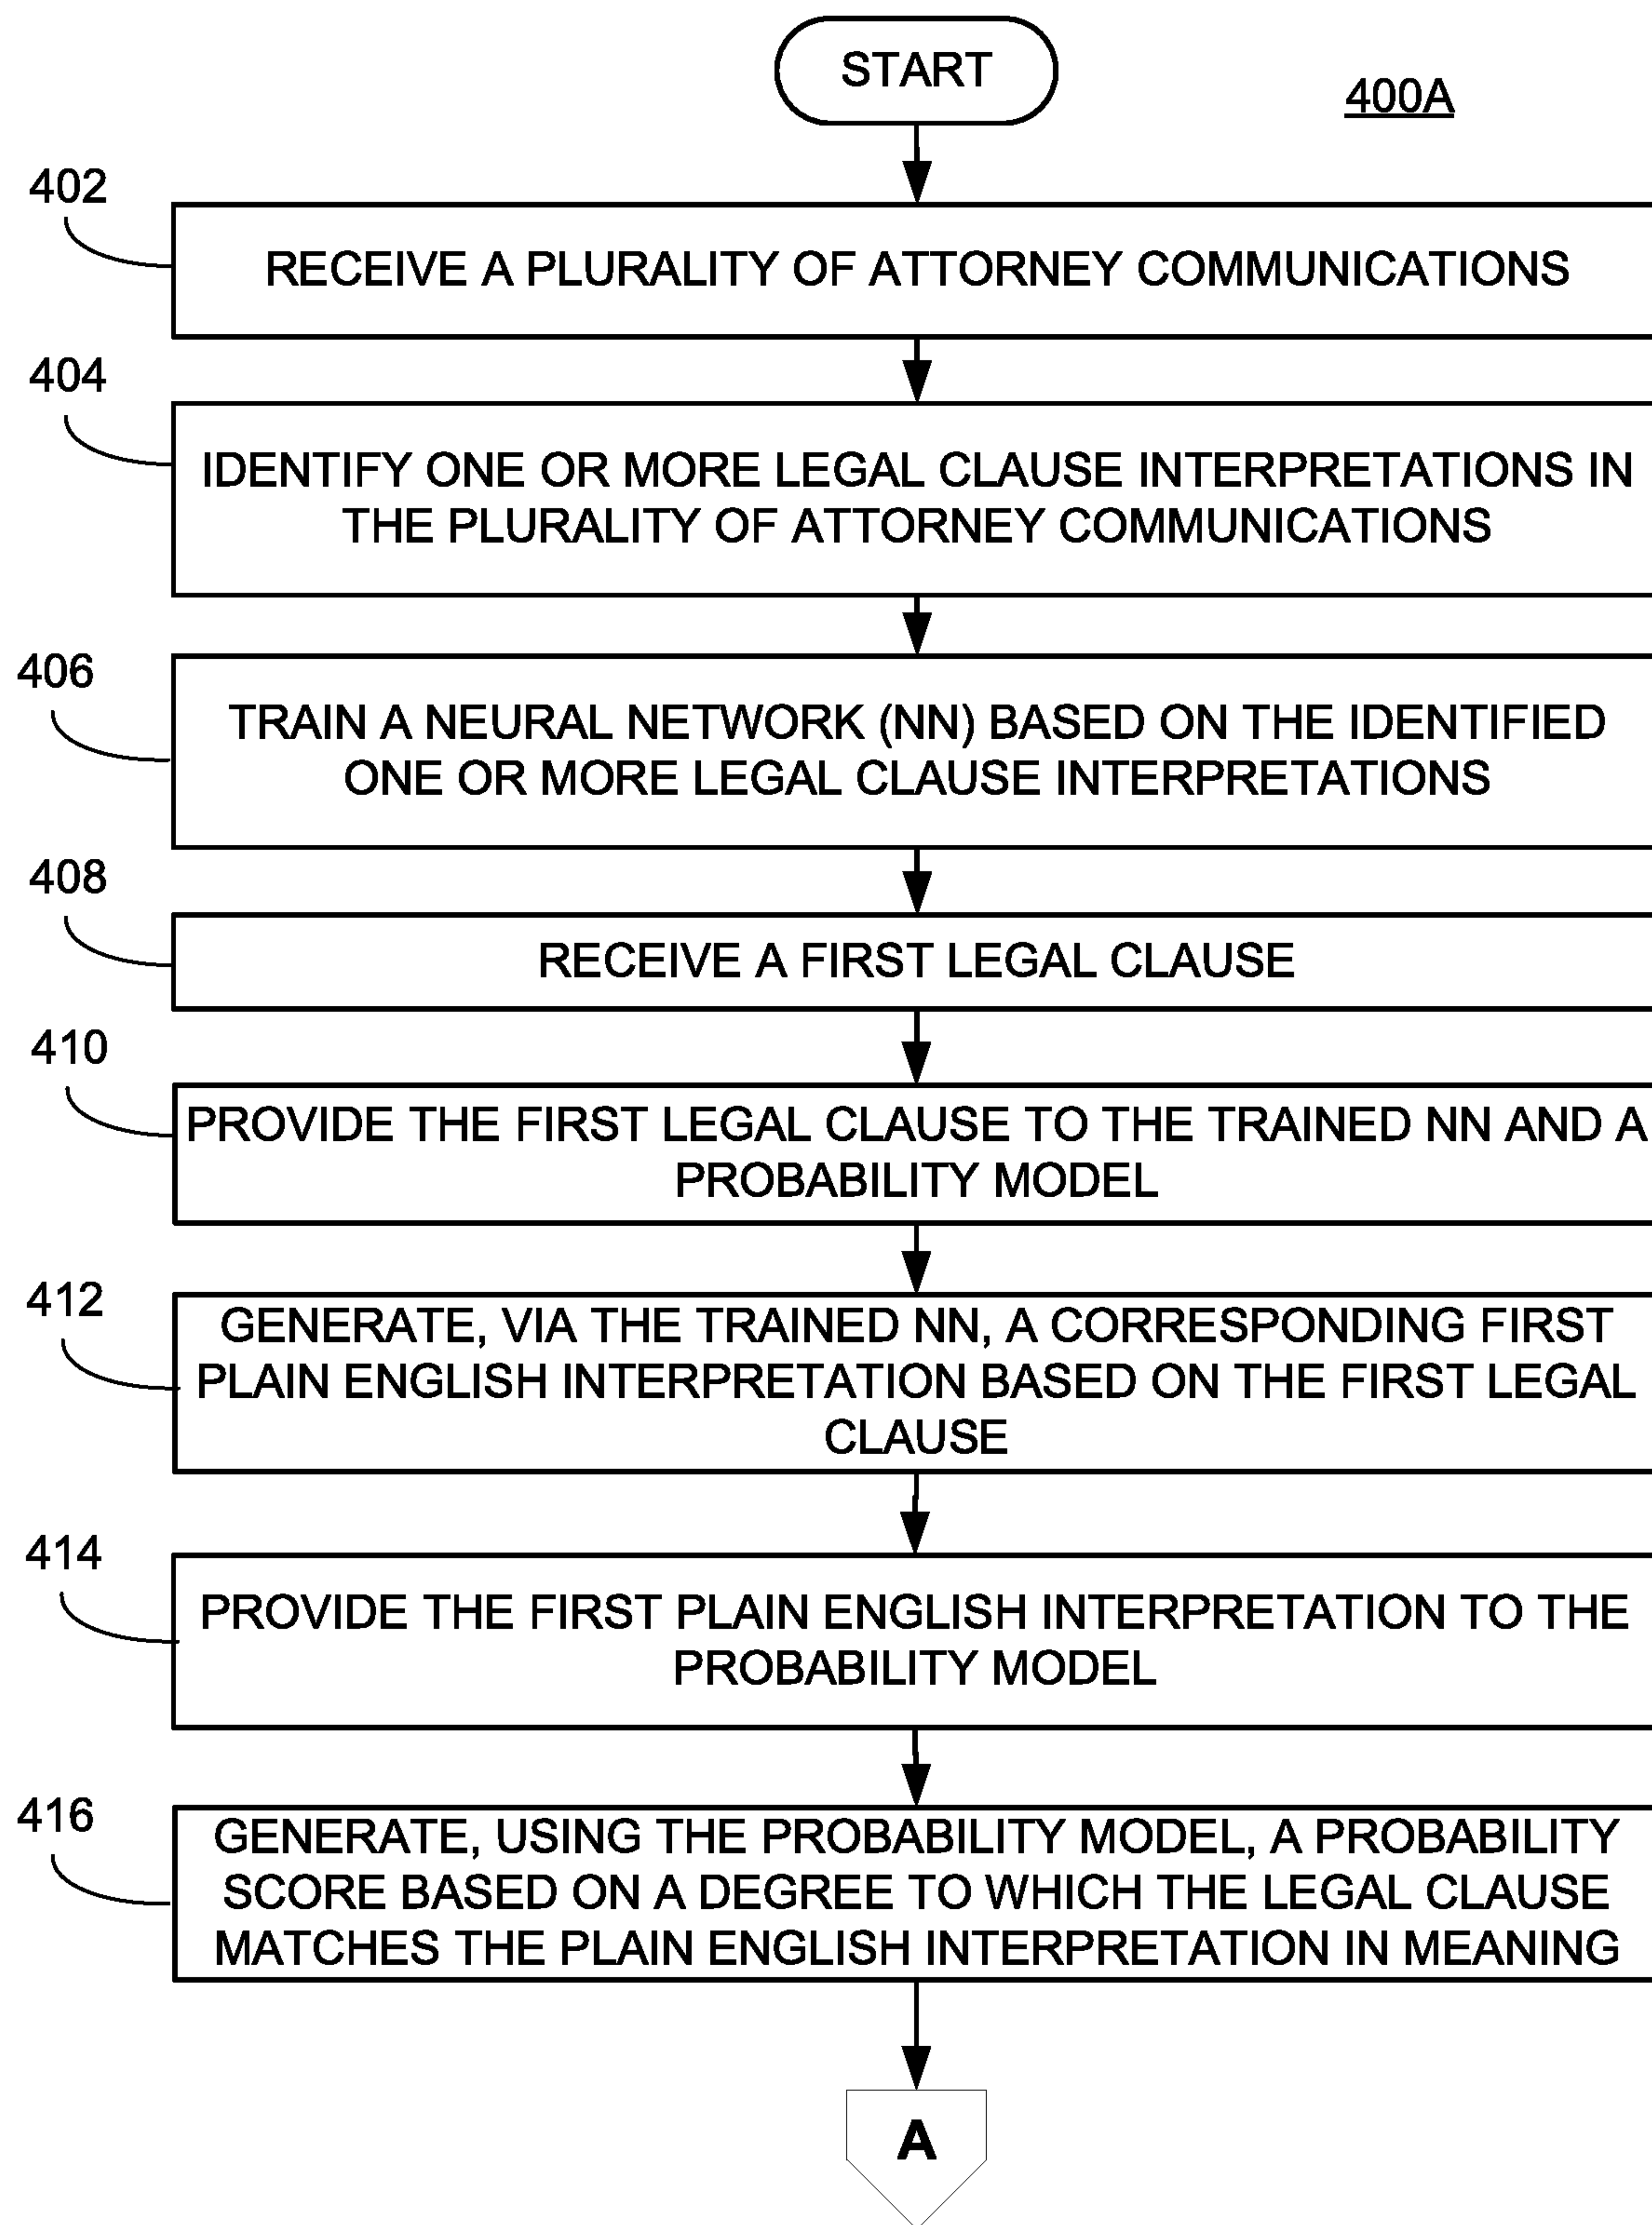 START
400A
402
RECEIVE A PLURALITY OF ATTORNEY COMMUNICATIONS
404
IDENTIFY ONE OR MORE LEGAL CLAUSE INTERPRETATIONS IN
THE PLURALITY OF ATTORNEY COMMUNICATIONS
406
TRAIN A NEURAL NETWORK (NN) BASED ON THE IDENTIFIED
ONE OR MORE LEGAL CLAUSE INTERPRETATIONS
408
RECEIVE A FIRST LEGAL CLAUSE
410
PROVIDE THE FIRST LEGAL CLAUSE TO THE TRAINED NN AND A
PROBABILITY MODEL
412
GENERATE, VIA THE TRAINED NN, A CORRESPONDING FIRST
PLAIN ENGLISH INTERPRETATION BASED ON THE FIRST LEGAL
CLAUSE
414
PROVIDE THE FIRST PLAIN ENGLISH INTERPRETATION TO THE
PROBABILITY MODEL
416
GENERATE, USING THE PROBABILITY MODEL, A PROBABILITY
SCORE BASED ON A DEGREE TO WHICH THE LEGAL CLAUSE
MATCHES THE PLAIN ENGLISH INTERPRETATION IN MEANING
A